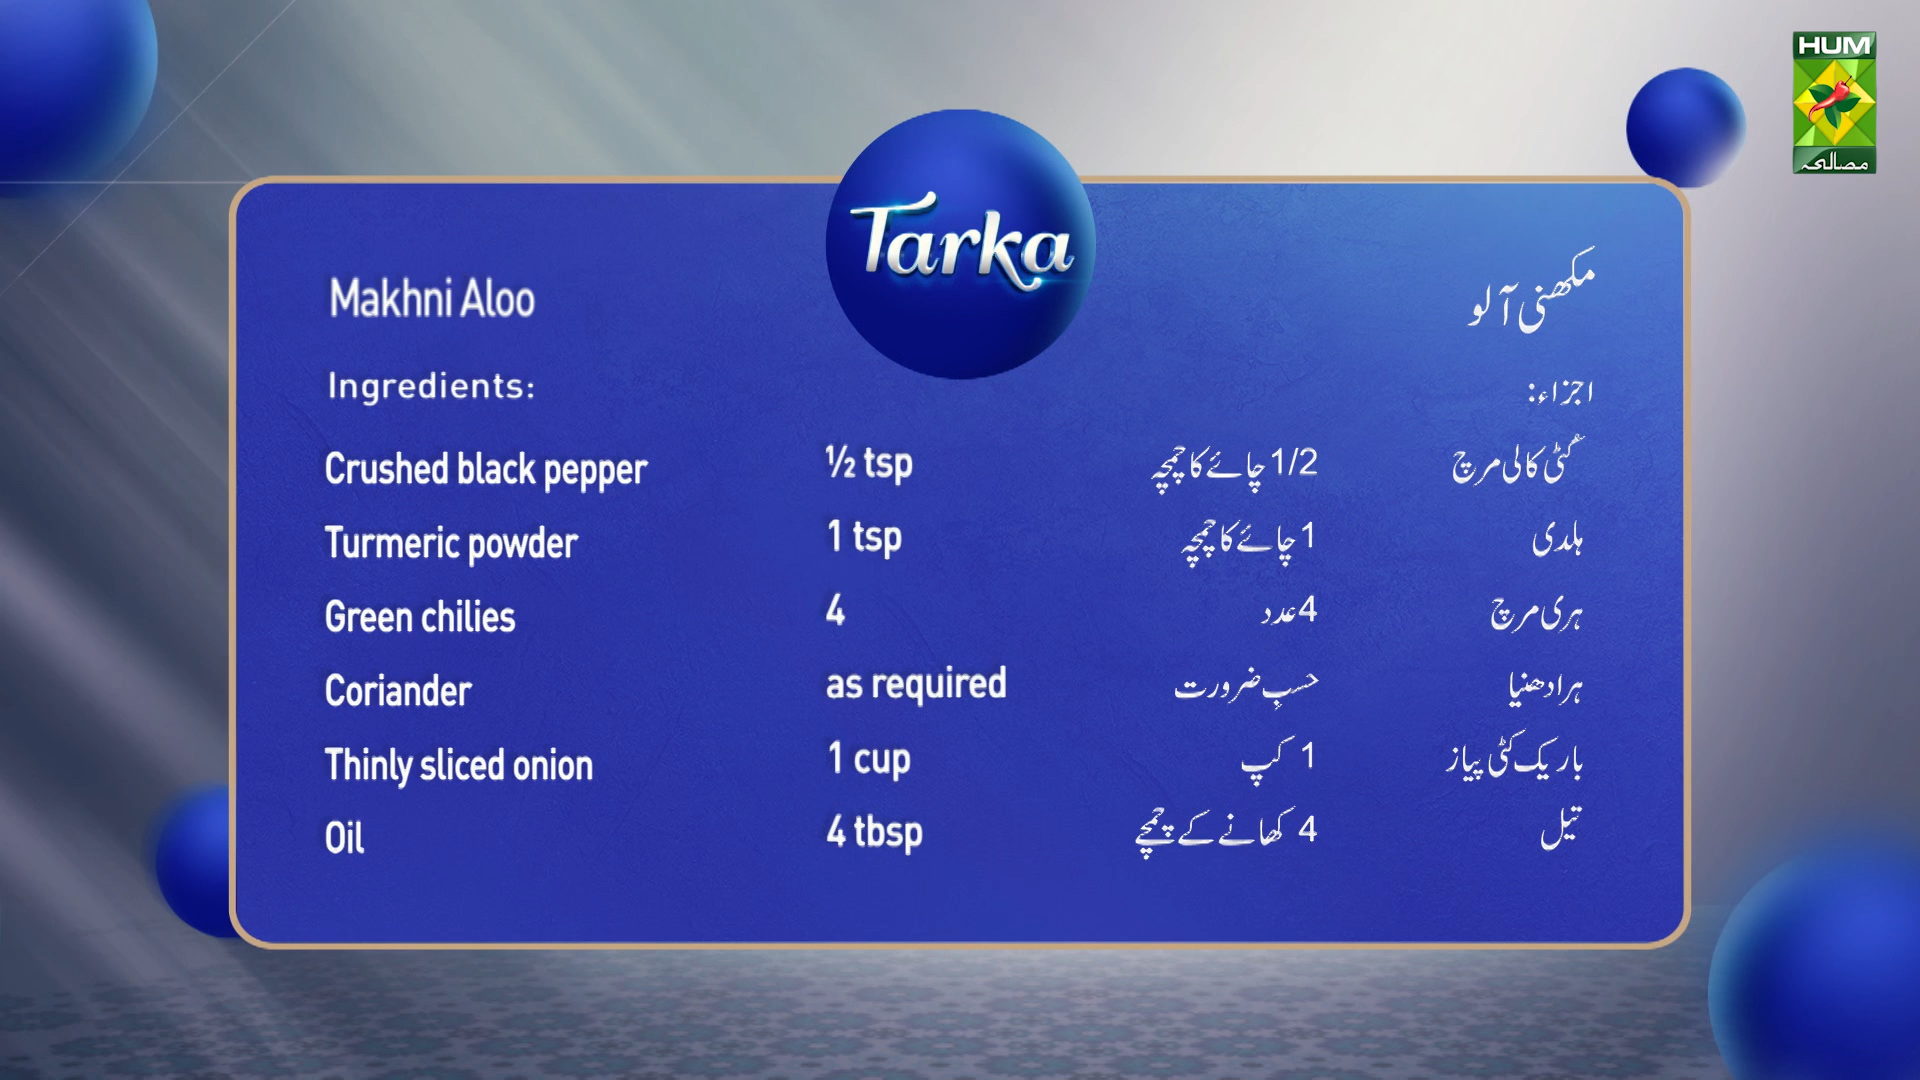 HUM
مصالحہ
Tarka
Makhni Aloo
مکھنی آلو
Ingredients:
اجزاء:
Crushed black pepper ½ tsp 1/2 چائے کا چمچہ کُٹی کالی مرچ
Turmeric powder 1 tsp 1 چائے کا چمچہ ہلدی
Green chilies 4 4 عدد ہری مرچ
Coriander as required حسبِ ضرورت ہرا دھنیا
Thinly sliced onion 1 cup 1 کپ باریک کٹی پیاز
Oil 4 tbsp 4 کھانے کے چمچے تیل